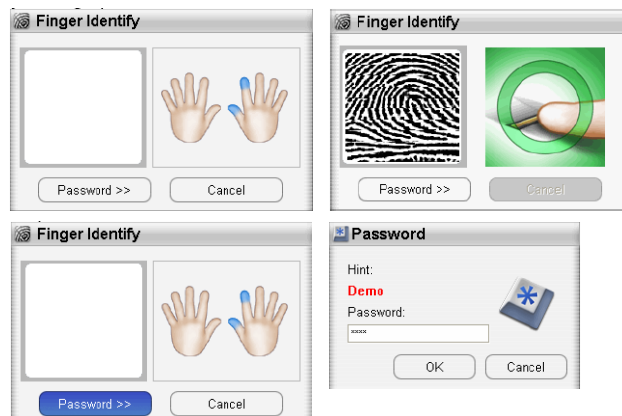 Finger Identify
Password >>
Cancel
Finger Identify
Password >>
Cancel
Finger Identify
Password >>
Cancel
Password
Hint:
Demo
Password:
××××
OK
Cancel